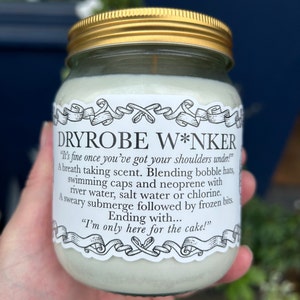 DRYROBE W*NKER
"It's fine once you've got your shoulders under!"
A breath taking scent. Blending bobble hats,
swimming caps and neoprene with
river water, salt water or chlorine.
A sweary submerge followed by frozen bits.
Ending with...
"I'm only here for the cake!"